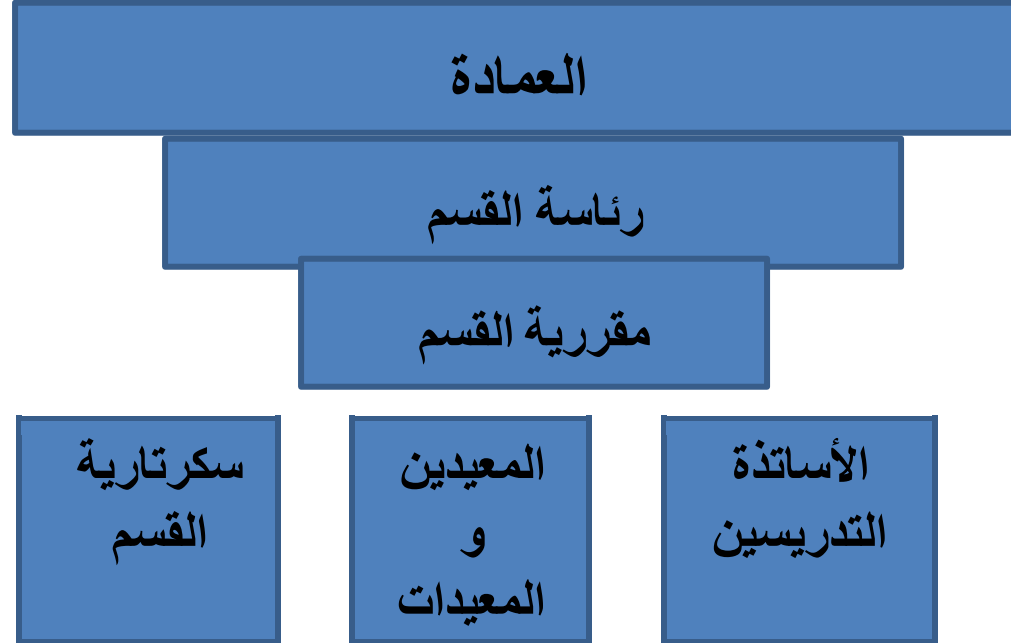 العمادة
رئاسة القسم
مقررية القسم
الأساتذة
التدريسين
المعيدين
و
المعيدات
سكرتارية
القسم